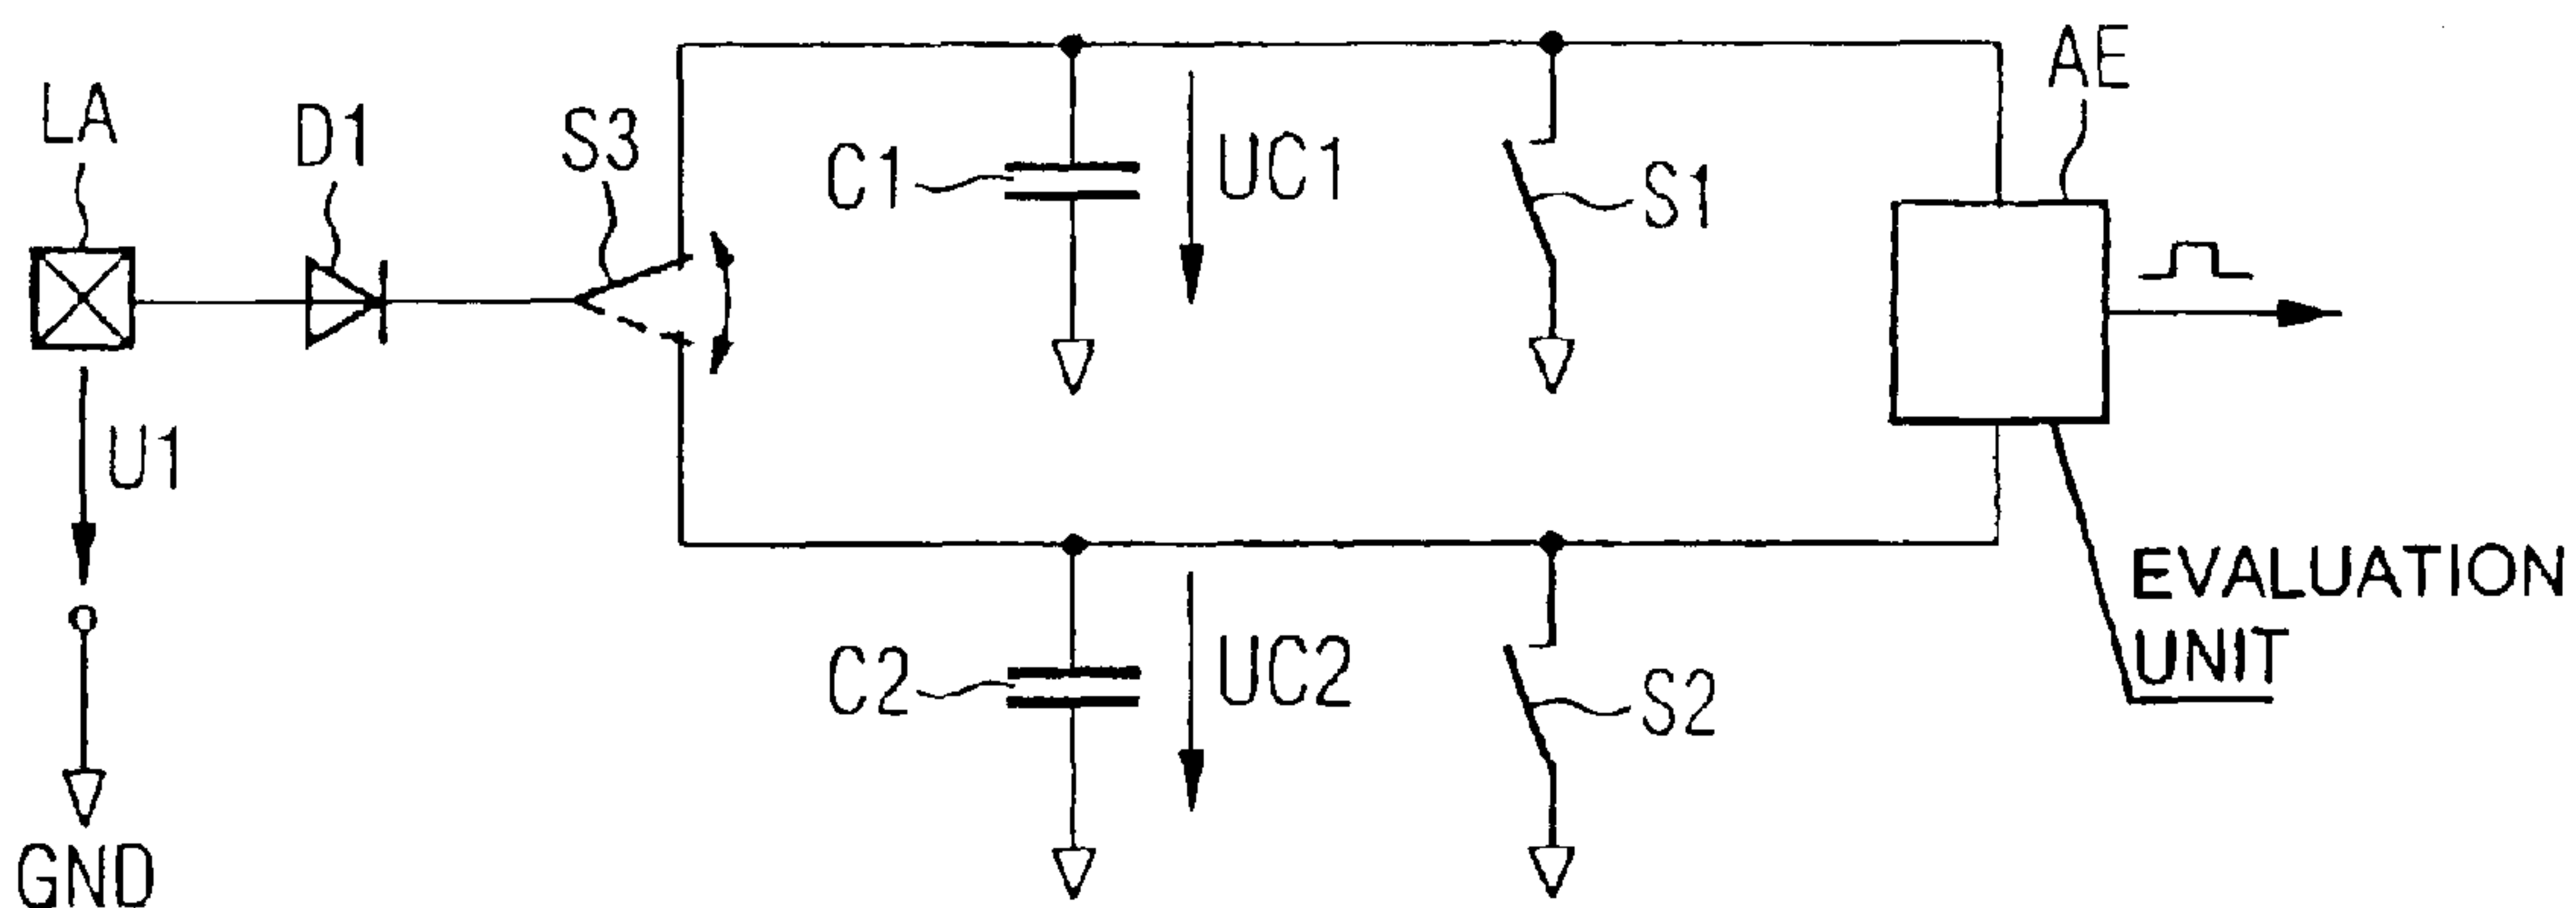 LA
D1
S3
C1
UC1
S1
AE
U1
EVALUATION
UNIT
C2
UC2
S2
GND